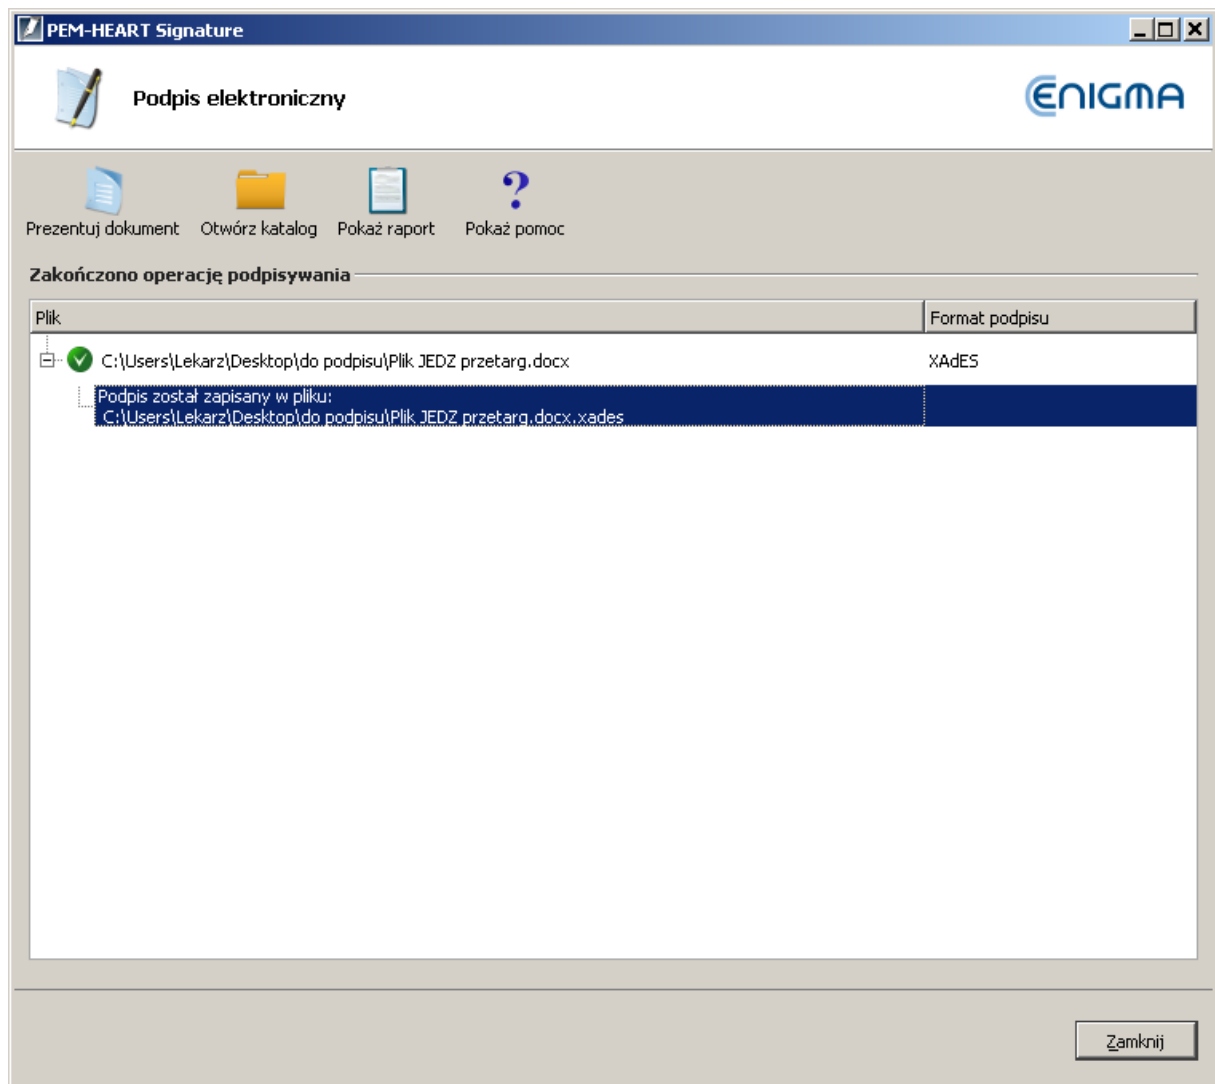 PEM-HEART Signature
Podpis elektroniczny
ENIGMA
Prezentuj dokument Otwórz katalog Pokaż raport Pokaż pomoc
Zakończono operację podpisywania
Plik Format podpisu
C:\Users\Lekarz\Desktop\do podpisu\Plik JEDZ przetarg.docx XAdES
Podpis został zapisany w pliku:
C:\Users\Lekarz\Desktop\do podpisu\Plik JEDZ przetarg.docx.xades
Zamknij